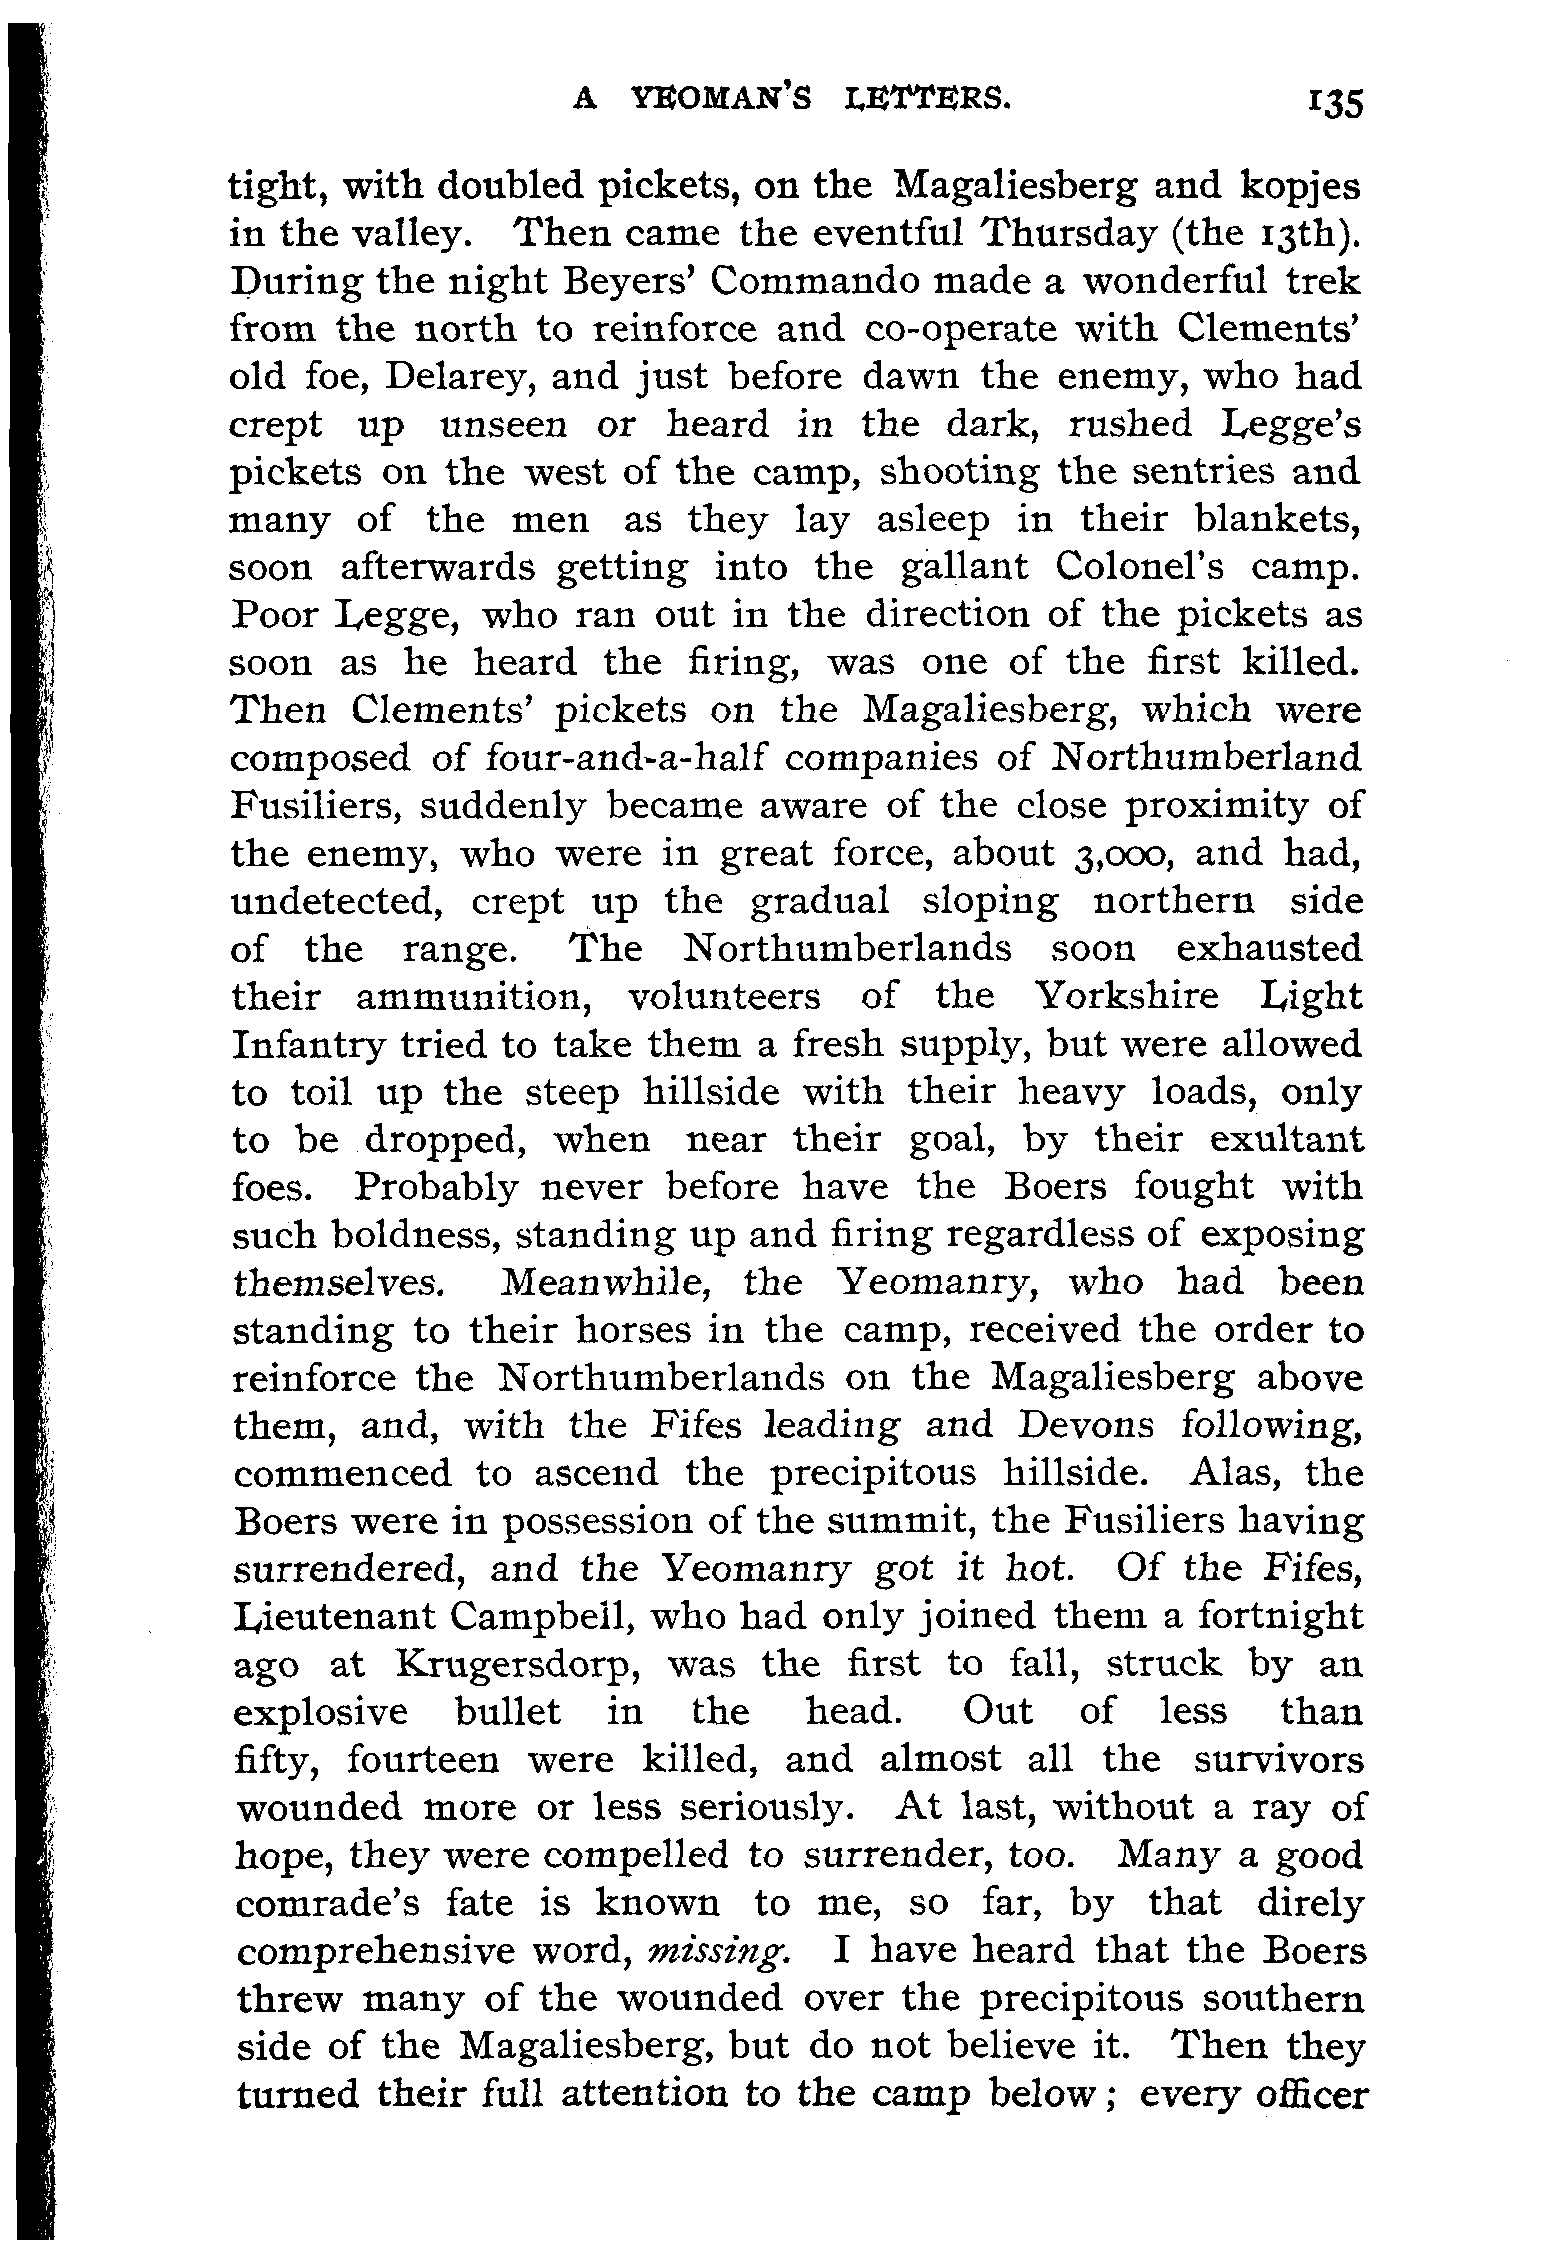 A YEOMAN'S LETTERS. 135
tight, with doubled pickets, on the Magaliesberg and kopjes
in the valley. Then came the eventful Thursday (the 13th).
During the night Beyers' Commando made a wonderful trek
from the north to reinforce and co-operate with Clements'
old foe, Delarey, and just before dawn the enemy, who had
crept up unseen or heard in the dark, rushed Legge's
pickets on the west of the camp, shooting the sentries and
many of the men as they lay asleep in their blankets,
soon afterwards getting into the gallant Colonel's camp.
Poor Legge, who ran out in the direction of the pickets as
soon as he heard the firing, was one of the first killed.
Then Clements' pickets on the Magaliesberg, which were
composed of four-and-a-half companies of Northumberland
Fusiliers, suddenly became aware of the close proximity of
the enemy, who were in great force, about 3,000, and had,
undetected, crept up the gradual sloping northern side
of the range. The Northumberlands soon exhausted
their ammunition, volunteers of the Yorkshire Light
Infantry tried to take them a fresh supply, but were allowed
to toil up the steep hillside with their heavy loads, only
to be dropped, when near their goal, by their exultant
foes. Probably never before have the Boers fought with
such boldness, standing up and firing regardless of exposing
themselves. Meanwhile, the Yeomanry, who had been
standing to their horses in the camp, received the order to
reinforce the Northumberlands on the Magaliesberg above
them, and, with the Fifes leading and Devons following,
commenced to ascend the precipitous hillside. Alas, the
Boers were in possession of the summit, the Fusiliers having
surrendered, and the Yeomanry got it hot. Of the Fifes,
Lieutenant Campbell, who had only joined them a fortnight
ago at Krugersdorp, was the first to fall, struck by an
explosive bullet in the head. Out of less than
fifty, fourteen were killed, and almost all the survivors
wounded more or less seriously. At last, without a ray of
hope, they were compelled to surrender, too. Many a good
comrade's fate is known to me, so far, by that direly
comprehensive word, missing. I have heard that the Boers
threw many of the wounded over the precipitous southern
side of the Magaliesberg, but do not believe it. Then they
turned their full attention to the camp below; every officer